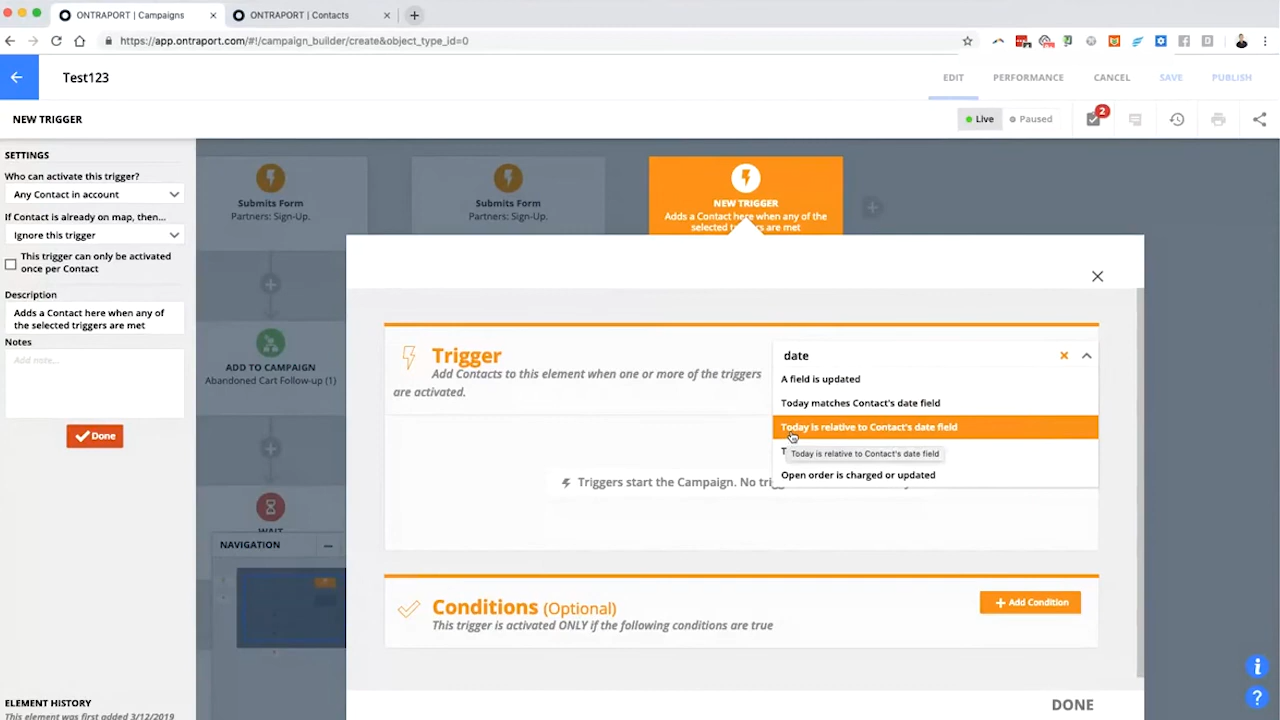 ONTRAPORT | Campaigns
ONTRAPORT | Contacts
https://app.ontraport.com/#!/campaign_builder/create&object_type_id=0
Test123
EDIT
PERFORMANCE
CANCEL
SAVE
PUBLISH
NEW TRIGGER
Live
Paused
2
SETTINGS
Who can activate this trigger?
Any Contact in account
If Contact is already on map, then...
Ignore this trigger
This trigger can only be activated
once per Contact
Description
Adds a Contact here when any of
the selected triggers are met
Notes
Add note...
Done
Submits Form
Partners: Sign-Up.
Submits Form
Partners: Sign-Up.
NEW TRIGGER
Adds a Contact here when any of the
selected triggers are met
ADD TO CAMPAIGN
Abandoned Cart Follow-up (1)
WAIT
NAVIGATION
Trigger
Add Contacts to this element when one or more of the triggers
are activated.
date
A field is updated
Today matches Contact's date field
Today is relative to Contact's date field
Today is relative to Contact's date field
Open order is charged or updated
Triggers start the Campaign. No
Conditions (Optional)
This trigger is activated ONLY if the following conditions are true
Add Condition
DONE
ELEMENT HISTORY
This element was first added 3/12/2019